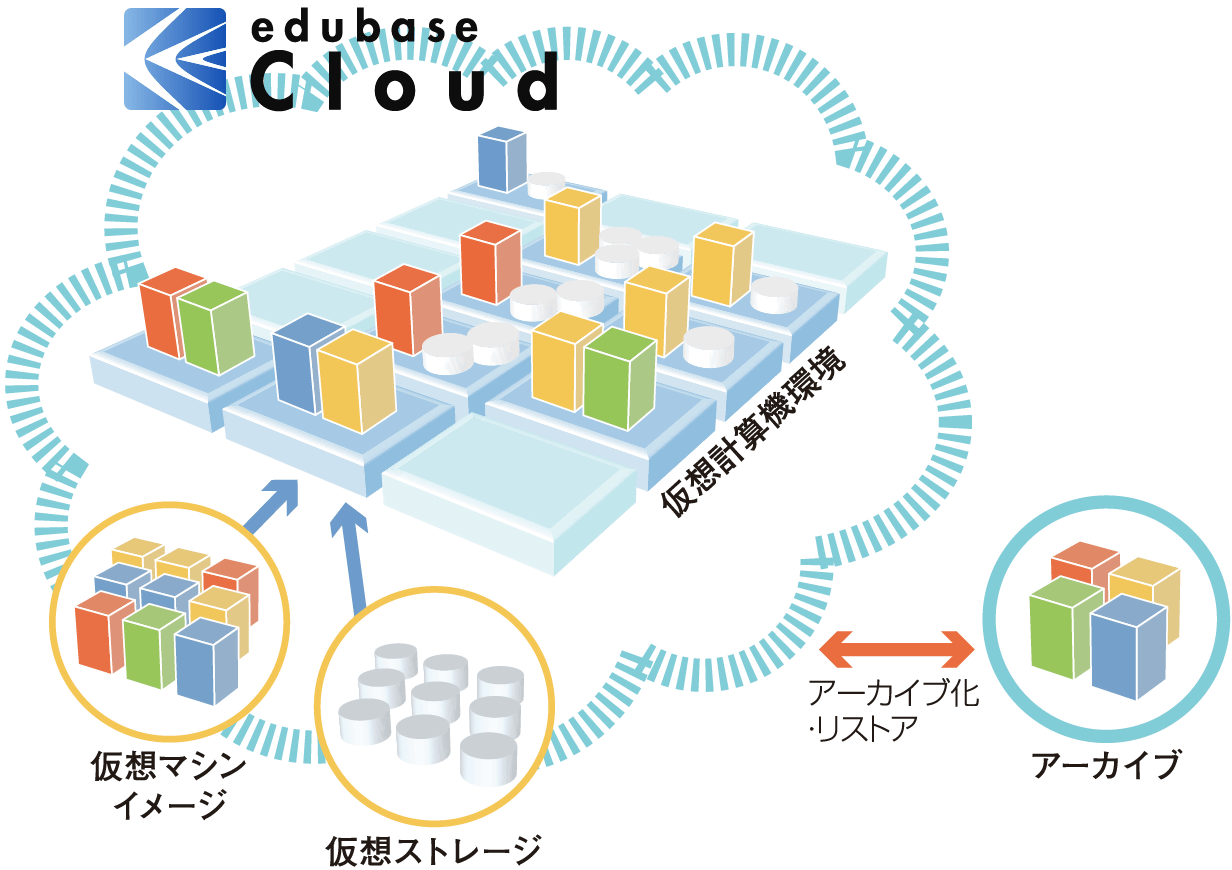 edubase
Cloud
仮想計算機環境
アーカイブ化
・リストア
アーカイブ
仮想マシン
イメージ
仮想ストレージ